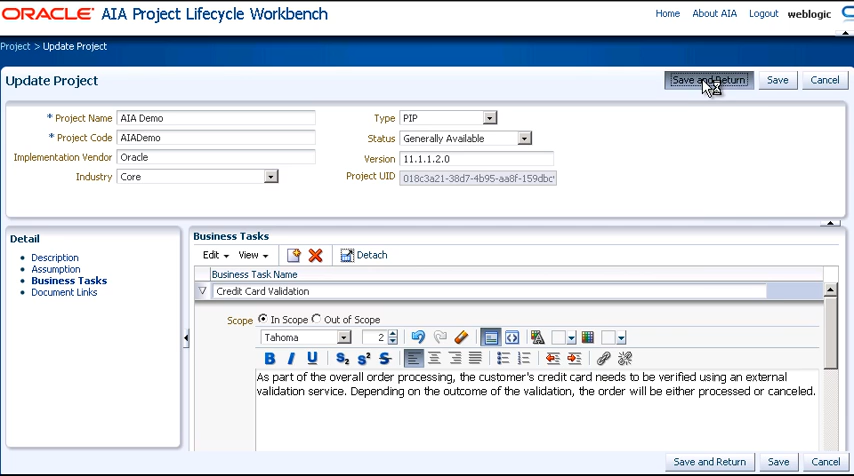 ORACLE AIA Project Lifecycle Workbench
Home About AIA Logout weblogic
Project > Update Project
Update Project
Save and Return Save Cancel
* Project Name AIA Demo
* Project Code AIADemo
Implementation Vendor Oracle
Industry Core
Type PIP
Status Generally Available
Version 11.1.1.2.0
Project UID 018c3a21-38d7-4b95-aa8f-159dbc
Detail
Description
Assumption
Business Tasks
Document Links
Business Tasks
Edit View Detach
Business Task Name
Credit Card Validation
Scope In Scope Out of Scope
Tahoma 2
As part of the overall order processing, the customer's credit card needs to be verified using an external
validation service. Depending on the outcome of the validation, the order will be either processed or canceled.
Save and Return Save Cancel